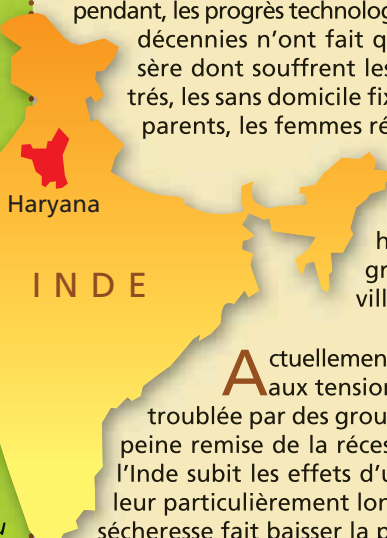 pendant, les progrès technolog
décennies n’ont fait q
sère dont souffrent les
trés, les sans domicile fix
parents, les femmes ré
Haryana
INDE
h
gr
vill
Actuellemen
aux tension
troublée par des grou
peine remise de la réces
l’Inde subit les effets d’u
leur particulièrement lon
sécheresse fait baisser la p